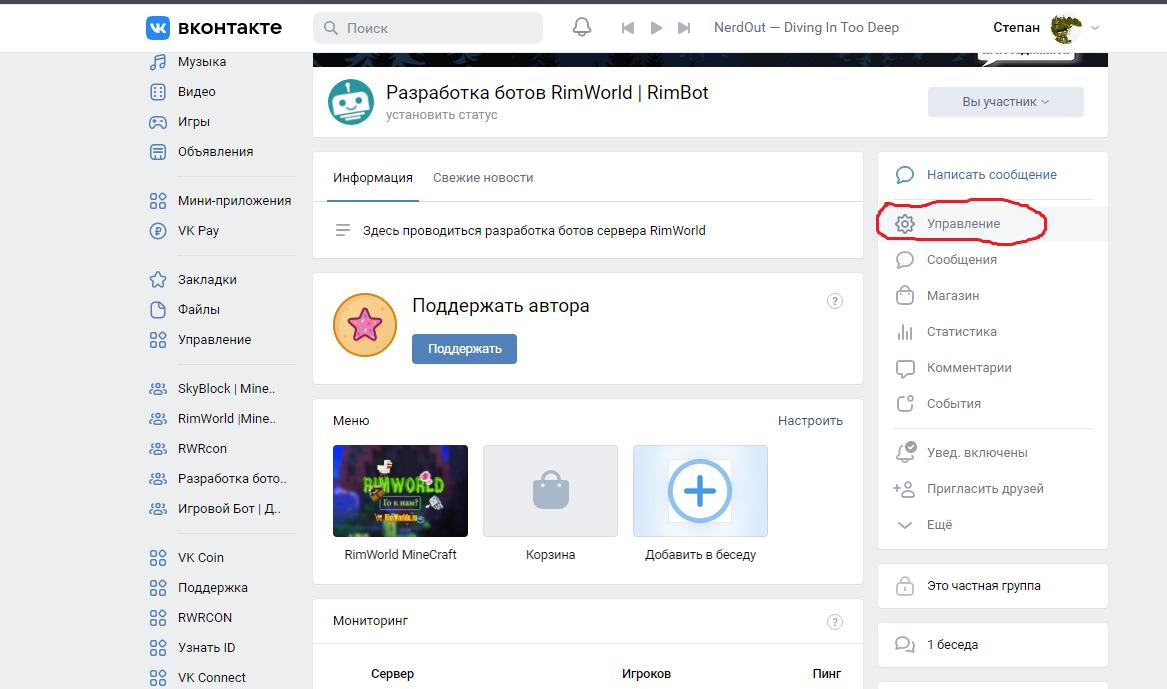 вконтакте
Поиск
NerdOut — Diving In Too Deep
Степан
Музыка
Видео
Игры
Объявления
Мини-приложения
VK Pay
Закладки
Файлы
Управление
SkyBlock | Mine..
RimWorld |Mine..
RWRcon
Разработка бото..
Игровой Бот | Д..
VK Coin
Поддержка
RWRCON
Узнать ID
VK Connect
Разработка ботов RimWorld | RimBot
установить статус
Вы участник
Информация
Свежие новости
Здесь проводиться разработка ботов сервера RimWorld
Поддержать автора
?
Поддержать
Меню
Настроить
RIMWORLD
Го к нам?
RimWorld MineCraft
Корзина
Добавить в беседу
Мониторинг
?
Сервер
Игроков
Пинг
Написать сообщение
Управление
Сообщения
Магазин
Статистика
Комментарии
События
Увед. включены
Пригласить друзей
Ещё
Это частная группа
1 беседа